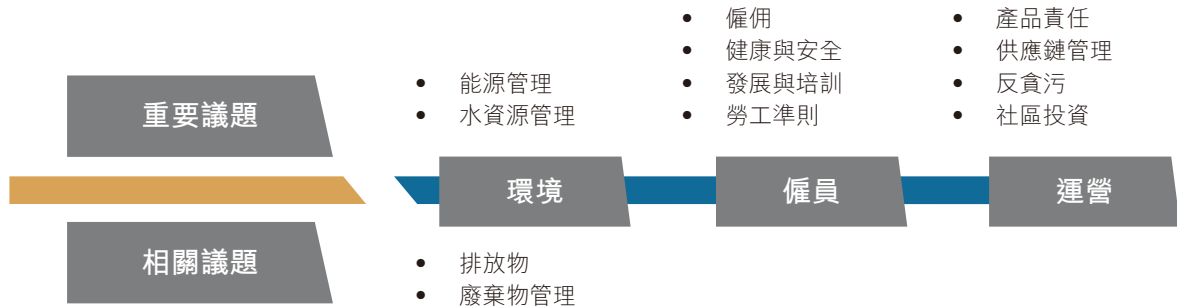 重要議題
• 能源管理
• 水資源管理
• 僱佣
• 健康與安全
• 發展與培訓
• 勞工準則
• 產品責任
• 供應鏈管理
• 反貪污
• 社區投資
環境
僱員
運營
相關議題
• 排放物
• 廢棄物管理